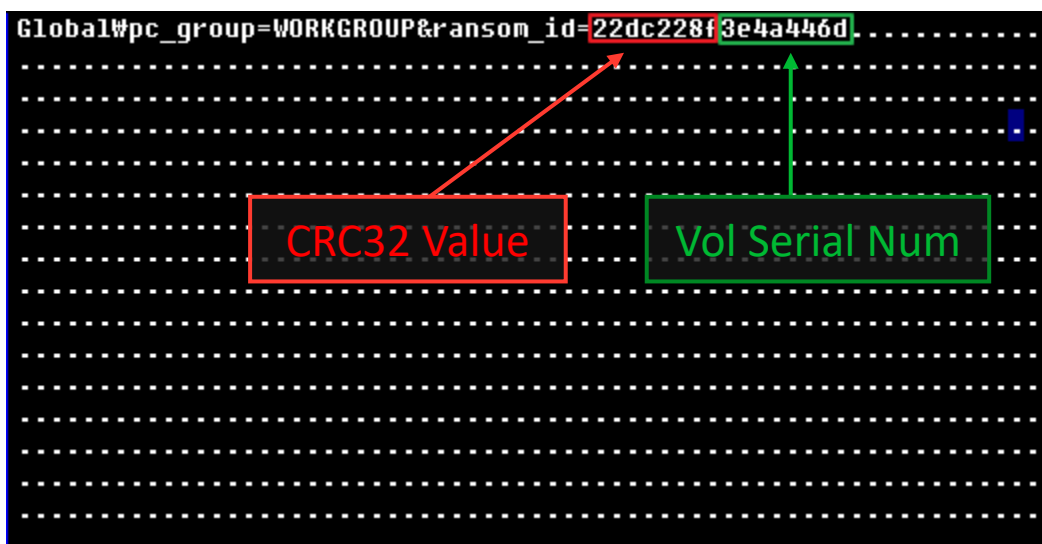 Global₩pc_group=WORKGROUP&ransom_id=22dc228f3e4a446d............
CRC32 Value
Vol Serial Num